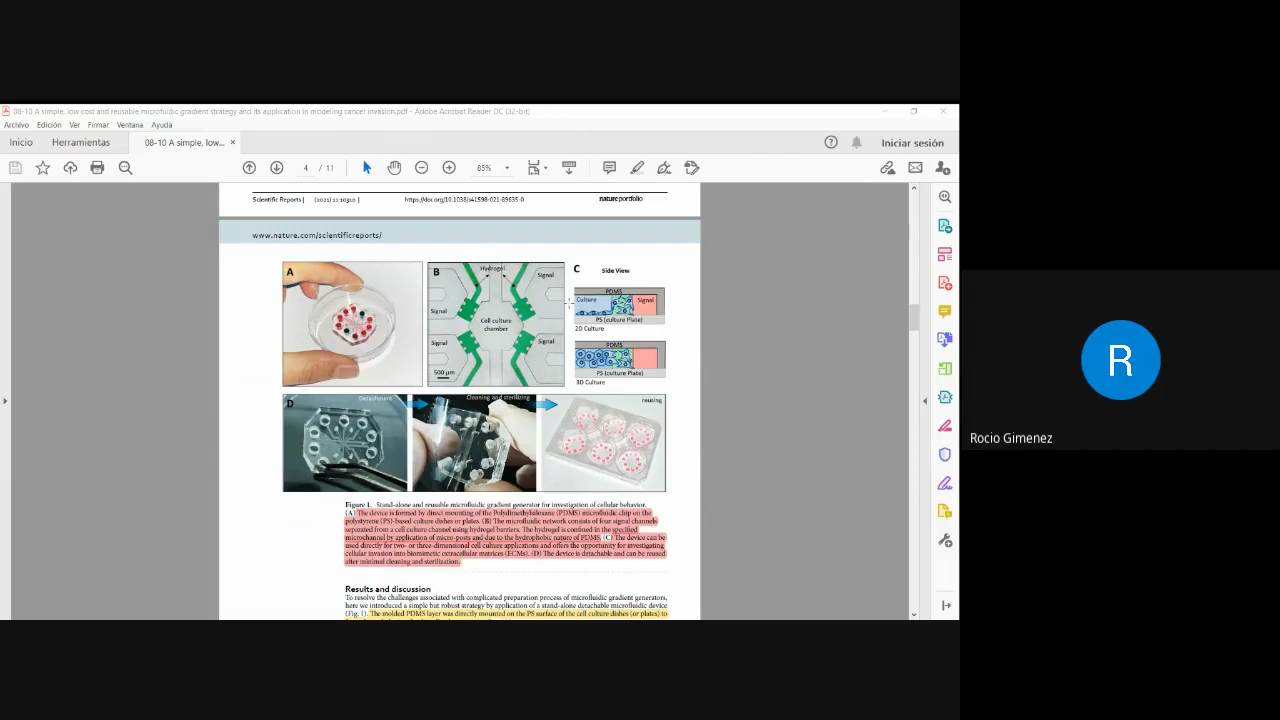 08-10 A simple, low cost and reusable microfluidic gradient strategy and its application in modeling cancer invasion.pdf - Adobe Acrobat Reader DC (32-bit)
Archivo Edición Ver Firmar Ventana Ayuda
Inicio Herramientas 08-10 A simple, low... × Iniciar sesión
4 / 11 85%
Scientific Reports | (2021) 11:10310 | https://doi.org/10.1038/s41598-021-89635-0 natureportfolio
www.nature.com/scientificreports/
A
B
Hydrogel
Signal
Signal
Cell culture
chamber
Signal
Signal
500 µm
C
Side View
PDMS
Culture Signal
PS (culture Plate)
2D Culture
PDMS
PS (culture Plate)
3D Culture
D
Detachment
Cleaning and sterilizing
reusing
Figure 1. Stand-alone and reusable microfluidic gradient generator for investigation of cellular behavior.
(A) The device is formed by direct mounting of the Polydimethylsiloxane (PDMS) microfluidic chip on the
polystyrene (PS)-based culture dishes or plates. (B) The microfluidic network consists of four signal channels
separated from a cell culture channel using hydrogel barriers. The hydrogel is confined in the specified
microchannel by application of micro-posts and due to the hydrophobic nature of PDMS. (C) The device can be
used directly for two- or three-dimensional cell culture applications and offers the opportunity for investigating
cellular invasion into biomimetic extracellular matrices (ECMs). (D) The device is detachable and can be reused
after minimal cleaning and sterilization.
Results and discussion
To resolve the challenges associated with complicated preparation process of microfluidic gradient generators,
here we introduced a simple but robust strategy by application of a stand-alone detachable microfluidic device
(Fig. 1). The molded PDMS layer was directly mounted on the PS surface of the cell culture dishes (or plates) to
R
Rocio Gimenez